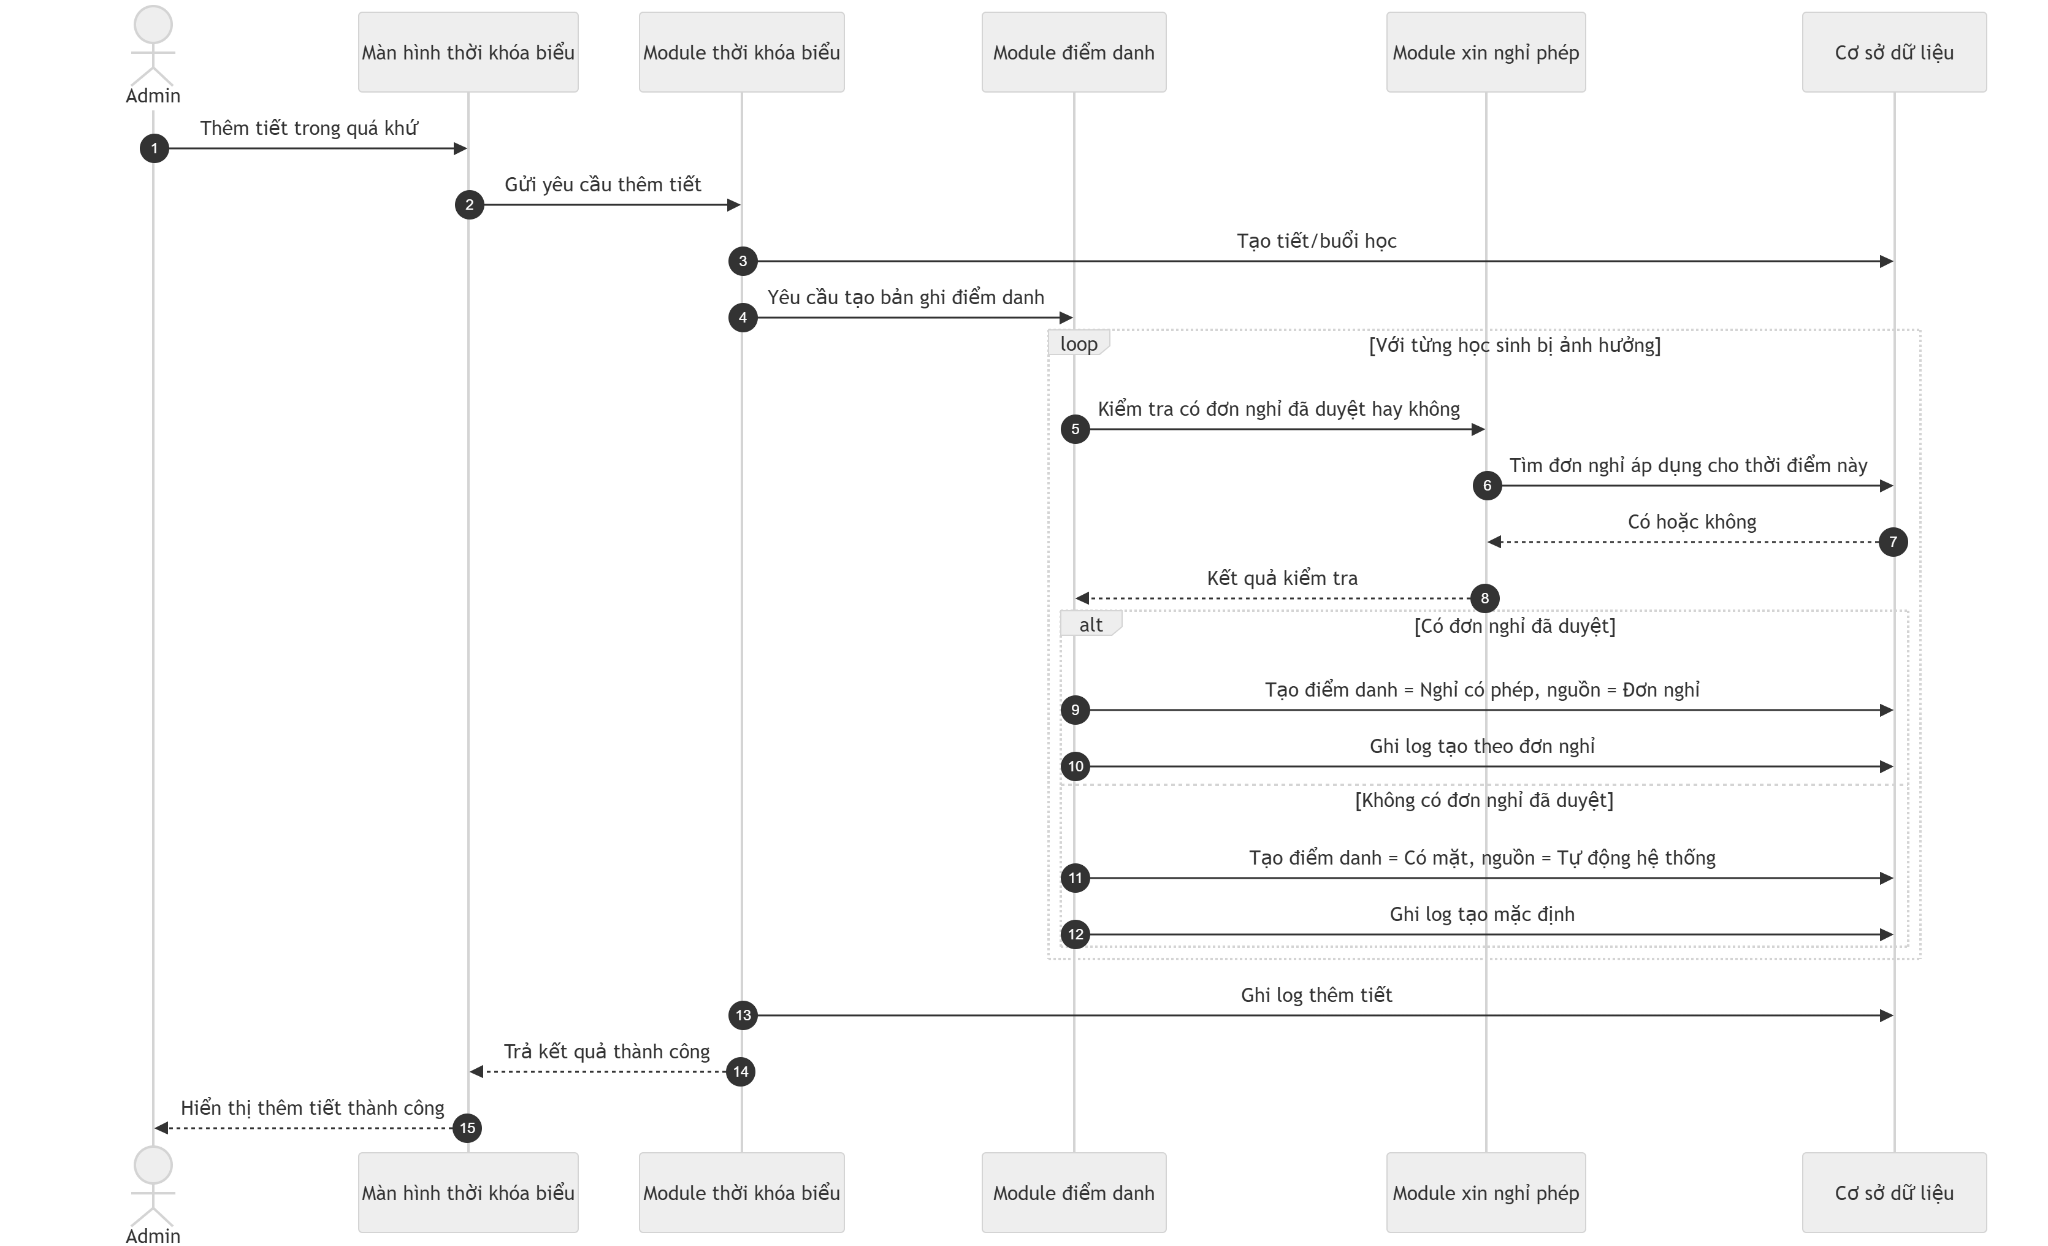 Admin
Màn hình thời khóa biểu
Module thời khóa biểu
Module điểm danh
Module xin nghỉ phép
Cơ sở dữ liệu
Thêm tiết trong quá khứ
1
Gửi yêu cầu thêm tiết
2
Tạo tiết/buổi học
3
Yêu cầu tạo bản ghi điểm danh
4
loop
[Với từng học sinh bị ảnh hưởng]
Kiểm tra có đơn nghỉ đã duyệt hay không
5
Tìm đơn nghỉ áp dụng cho thời điểm này
6
Có hoặc không
7
Kết quả kiểm tra
8
alt
[Có đơn nghỉ đã duyệt]
Tạo điểm danh = Nghỉ có phép, nguồn = Đơn nghỉ
9
Ghi log tạo theo đơn nghỉ
10
[Không có đơn nghỉ đã duyệt]
Tạo điểm danh = Có mặt, nguồn = Tự động hệ thống
11
Ghi log tạo mặc định
12
Ghi log thêm tiết
13
Trả kết quả thành công
14
Hiển thị thêm tiết thành công
15
Admin
Màn hình thời khóa biểu
Module thời khóa biểu
Module điểm danh
Module xin nghỉ phép
Cơ sở dữ liệu